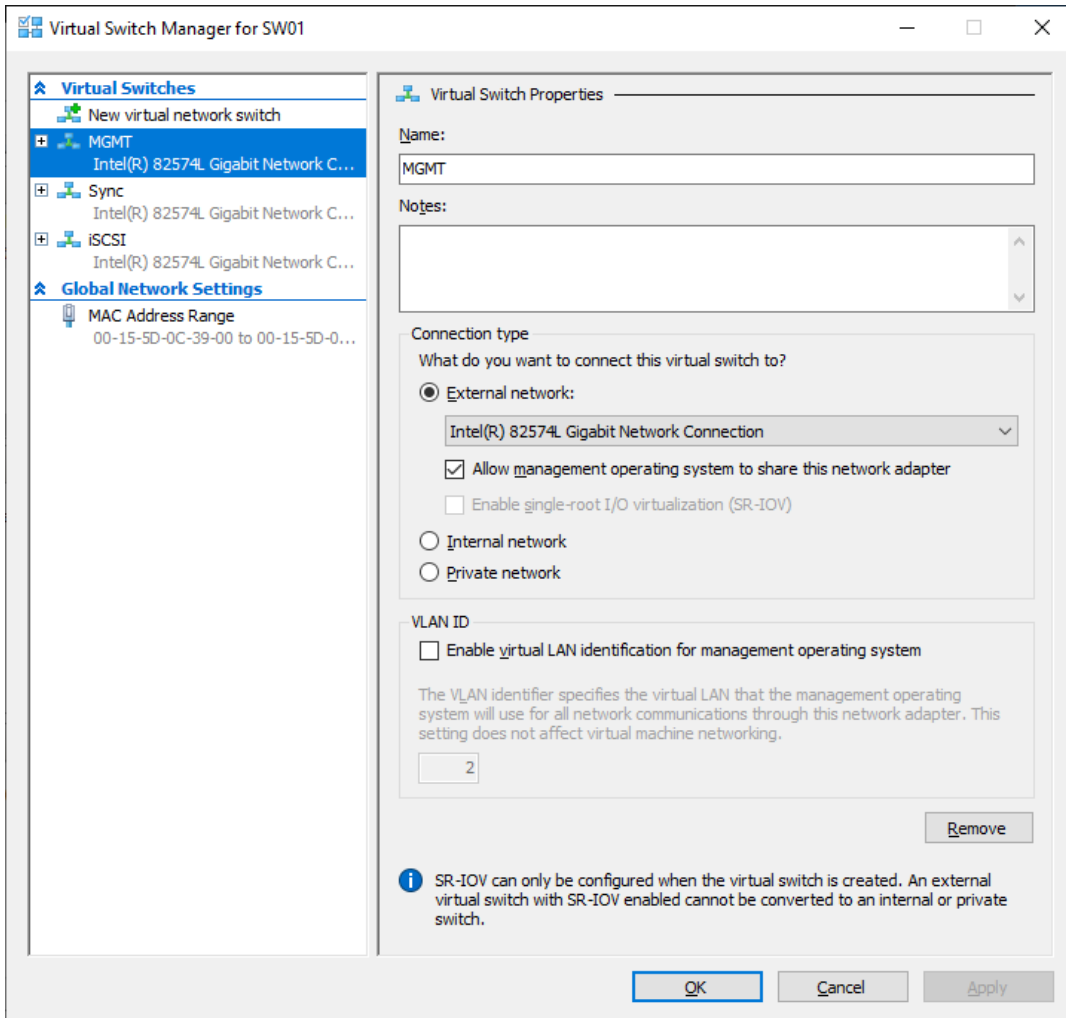 Virtual Switch Manager for SW01
Virtual Switches
New virtual network switch
MGMT
Intel(R) 82574L Gigabit Network C...
Sync
Intel(R) 82574L Gigabit Network C...
iSCSI
Intel(R) 82574L Gigabit Network C...
Global Network Settings
MAC Address Range
00-15-5D-0C-39-00 to 00-15-5D-0...
Virtual Switch Properties
Name:
MGMT
Notes:
Connection type
What do you want to connect this virtual switch to?
External network:
Intel(R) 82574L Gigabit Network Connection
Allow management operating system to share this network adapter
Enable single-root I/O virtualization (SR-IOV)
Internal network
Private network
VLAN ID
Enable virtual LAN identification for management operating system
The VLAN identifier specifies the virtual LAN that the management operating
system will use for all network communications through this network adapter. This
setting does not affect virtual machine networking.
2
Remove
SR-IOV can only be configured when the virtual switch is created. An external
virtual switch with SR-IOV enabled cannot be converted to an internal or private
switch.
OK
Cancel
Apply